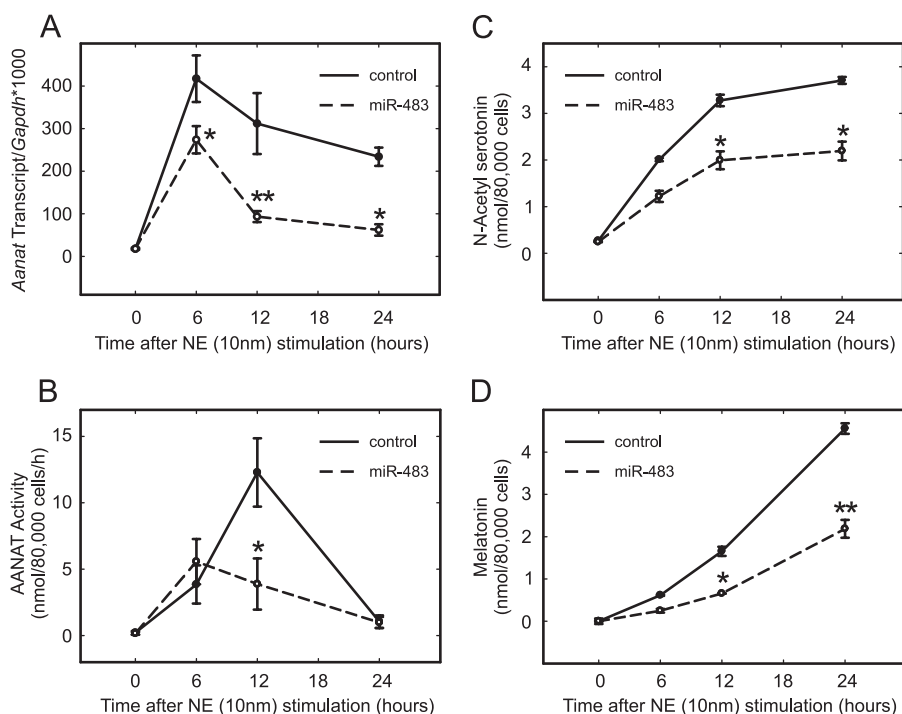 A
Aanat Transcript/Gapdh*1000
400
300
200
100
0
control
miR-483
*
**
*
0 6 12 18 24
Time after NE (10nm) stimulation (hours)
B
AANAT Activity
(nmol/80,000 cells/h)
15
10
5
0
control
miR-483
*
0 6 12 18 24
Time after NE (10nm) stimulation (hours)
C
N-Acetyl serotonin
(nmol/80,000 cells)
4
3
2
1
0
control
miR-483
*
*
0 6 12 18 24
Time after NE (10nm) stimulation (hours)
D
Melatonin
(nmol/80,000 cells)
4
3
2
1
0
control
miR-483
*
**
0 6 12 18 24
Time after NE (10nm) stimulation (hours)